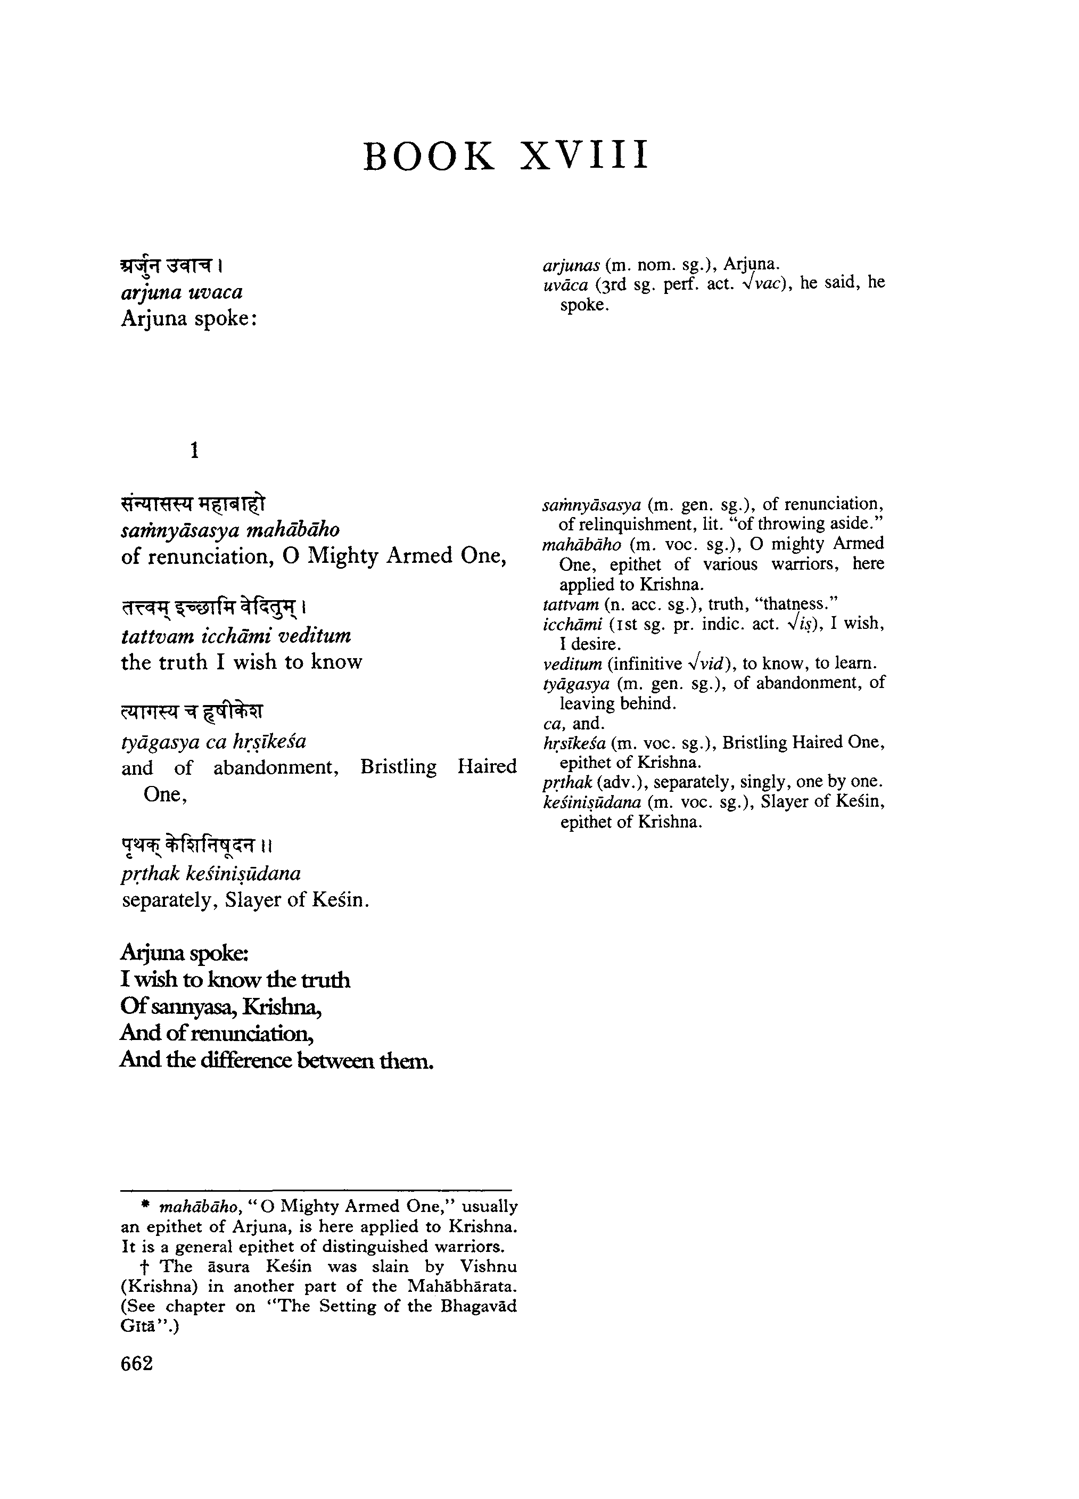 BOOK XVIII
अर्जुन उवाच ।
arjuna uvaca
Arjuna spoke:
1
संन्यासस्य महाबाहो
saṁnyāsasya mahābāho
of renunciation, O Mighty Armed One,
तत्त्वम् इच्छामि वेदितुम् ।
tattvam icchāmi veditum
the truth I wish to know
त्यागस्य च हृषीकेश
tyāgasya ca hṛṣīkeśa
and of abandonment, Bristling Haired
One,
पृथक् केशिनिषूदन ॥
pṛthak keśiniṣūdana
separately, Slayer of Keśin.
Arjuna spoke:
I wish to know the truth
Of sannyasa, Krishna,
And of renunciation,
And the difference between them.
* mahābāho, “O Mighty Armed One,” usually
an epithet of Arjuna, is here applied to Krishna.
It is a general epithet of distinguished warriors.
† The āsura Keśin was slain by Vishnu
(Krishna) in another part of the Mahābhārata.
(See chapter on “The Setting of the Bhagavād
Gītā”.)
662
arjunas (m. nom. sg.), Arjuna.
uvāca (3rd sg. perf. act. √vac), he said, he
spoke.
saṁnyāsasya (m. gen. sg.), of renunciation,
of relinquishment, lit. “of throwing aside.”
mahābāho (m. voc. sg.), O mighty Armed
One, epithet of various warriors, here
applied to Krishna.
tattvam (n. acc. sg.), truth, “thatness.”
icchāmi (1st sg. pr. indic. act. √iṣ), I wish,
I desire.
veditum (infinitive √vid), to know, to learn.
tyāgasya (m. gen. sg.), of abandonment, of
leaving behind.
ca, and.
hṛṣīkeśa (m. voc. sg.), Bristling Haired One,
epithet of Krishna.
pṛthak (adv.), separately, singly, one by one.
keśiniṣūdana (m. voc. sg.), Slayer of Keśin,
epithet of Krishna.